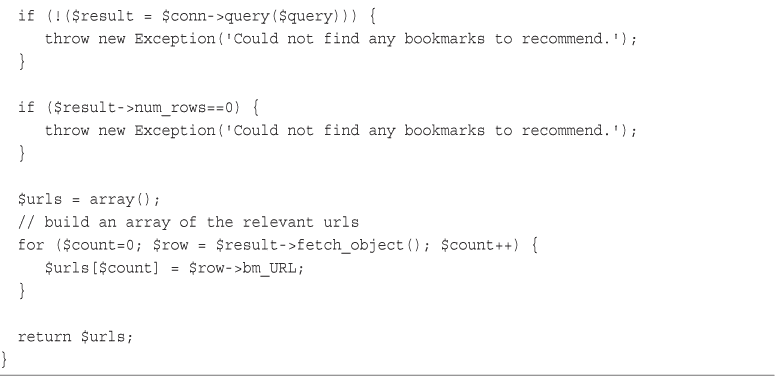 if (!($result = $conn->query($query))) {
throw new Exception('Could not find any bookmarks to recommend.');
}
if ($result->num_rows==0) {
throw new Exception('Could not find any bookmarks to recommend.');
}
$urls = array();
// build an array of the relevant urls
for ($count=0; $row = $result->fetch_object(); $count++) {
$urls[$count] = $row->bm_URL;
}
return $urls;
}